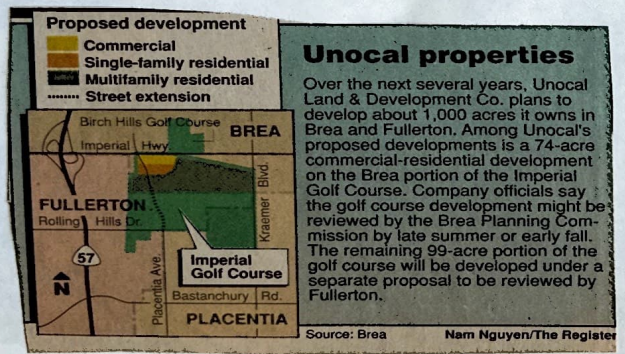 Proposed development
Commercial
Single-family residential
Multifamily residential
Street extension
Birch Hills Golf Course
BREA
Imperial Hwy.
Kraemer Blvd.
FULLERTON
Rolling Hills Dr.
57
Imperial
Golf Course
N
Placentia Ave.
Bastanchury Rd.
PLACENTIA
Unocal properties
Over the next several years, Unocal
Land & Development Co. plans to
develop about 1,000 acres it owns in
Brea and Fullerton. Among Unocal's
proposed developments is a 74-acre
commercial-residential development
on the Brea portion of the Imperial
Golf Course. Company officials say
the golf course development might be
reviewed by the Brea Planning Com-
mission by late summer or early fall.
The remaining 99-acre portion of the
golf course will be developed under a
separate proposal to be reviewed by
Fullerton.
Source: Brea
Nam Nguyen/The Register